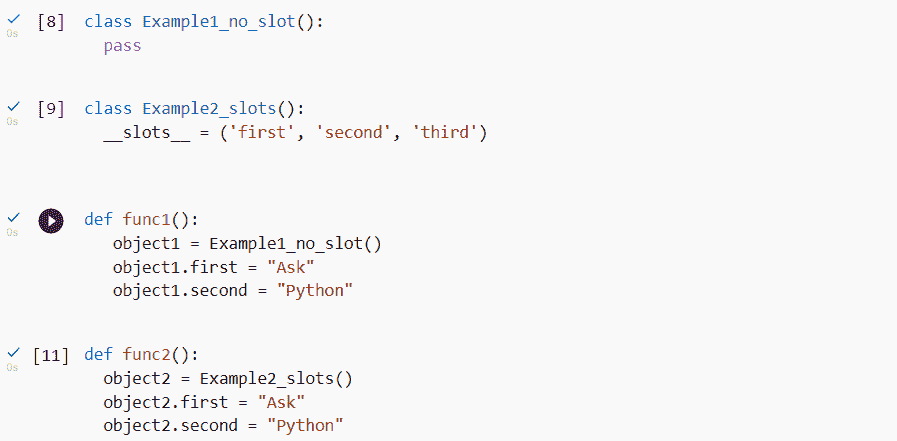 [8] class Example1_no_slot():
pass
0s
[9] class Example2_slots():
0s
__slots__ = ('first', 'second', 'third')
def func1():
0s
object1 = Example1_no_slot()
object1.first = "Ask"
object1.second = "Python"
[11] def func2():
0s
object2 = Example2_slots()
object2.first = "Ask"
object2.second = "Python"